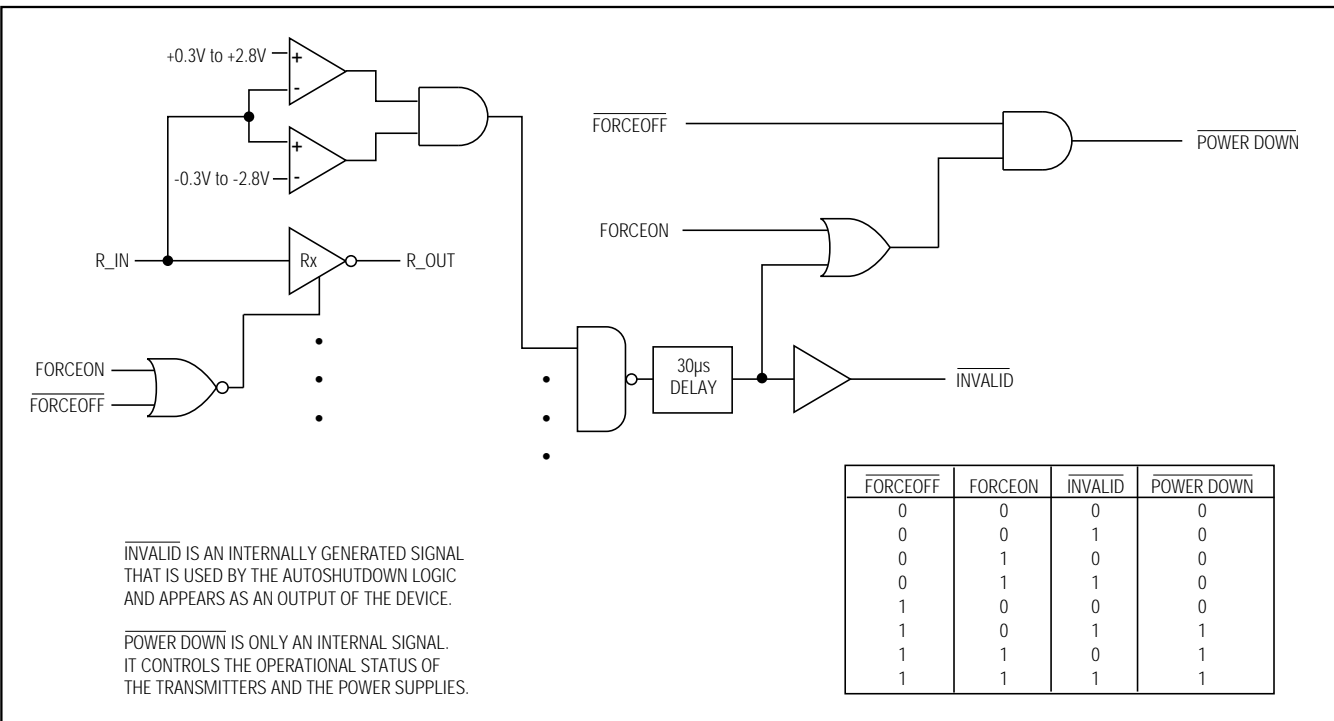 +0.3V to +2.8V
+
-
+
-
-0.3V to -2.8V
R_IN
Rx
R_OUT
FORCEON
FORCEOFF
FORCEOFF
POWER DOWN
FORCEON
30µs
DELAY
INVALID
INVALID IS AN INTERNALLY GENERATED SIGNAL
THAT IS USED BY THE AUTOSHUTDOWN LOGIC
AND APPEARS AS AN OUTPUT OF THE DEVICE.
POWER DOWN IS ONLY AN INTERNAL SIGNAL.
IT CONTROLS THE OPERATIONAL STATUS OF
THE TRANSMITTERS AND THE POWER SUPPLIES.
FORCEOFF FORCEON INVALID POWER DOWN
0 0 0 0
0 0 1 0
0 1 0 0
0 1 1 0
1 0 0 0
1 0 1 1
1 1 0 1
1 1 1 1